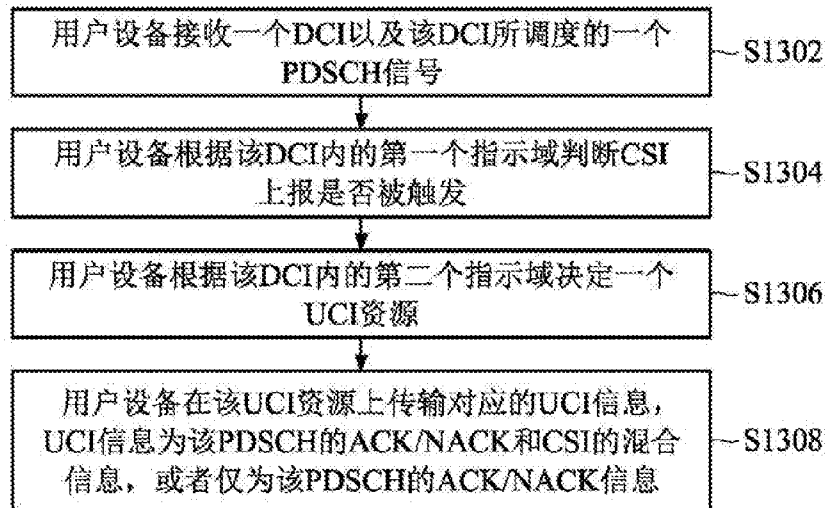 用户设备接收一个DCI以及该DCI所调度的一个
PDSCH信号
S1302
用户设备根据该DCI内的第一个指示域判断CSI
上报是否被触发
S1304
用户设备根据该DCI内的第二个指示域决定一个
UCI资源
S1306
用户设备在该UCI资源上传输对应的UCI信息，
UCI信息为该PDSCH的ACK/NACK和CSI的混合
信息，或者仅为该PDSCH的ACK/NACK信息
S1308